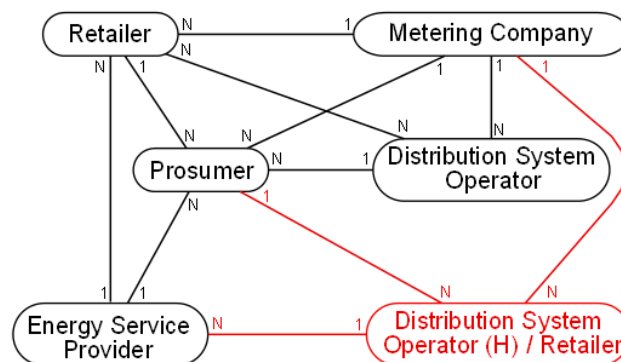 Retailer
N
1
Metering Company
N
1
N
1
1
1
N
N
N
N
Prosumer
N
1
Distribution System
Operator
N
1
1
1
N
N
Energy Service
Provider
N
1
Distribution System
Operator (H) / Retailer